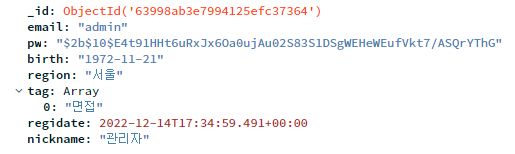 _id: ObjectId('63998ab3e7994125efc37364')
email: "admin"
pw: "$2b$10$E4t9lHHt6uRxJx6Oa0ujAu02S83SlDSgWEHeWEufVkt7/ASQrYThG"
birth: "1972-11-21"
region: "서울"
tag: Array
0: "면접"
regidate: 2022-12-14T17:34:59.491+00:00
nickname: "관리자"